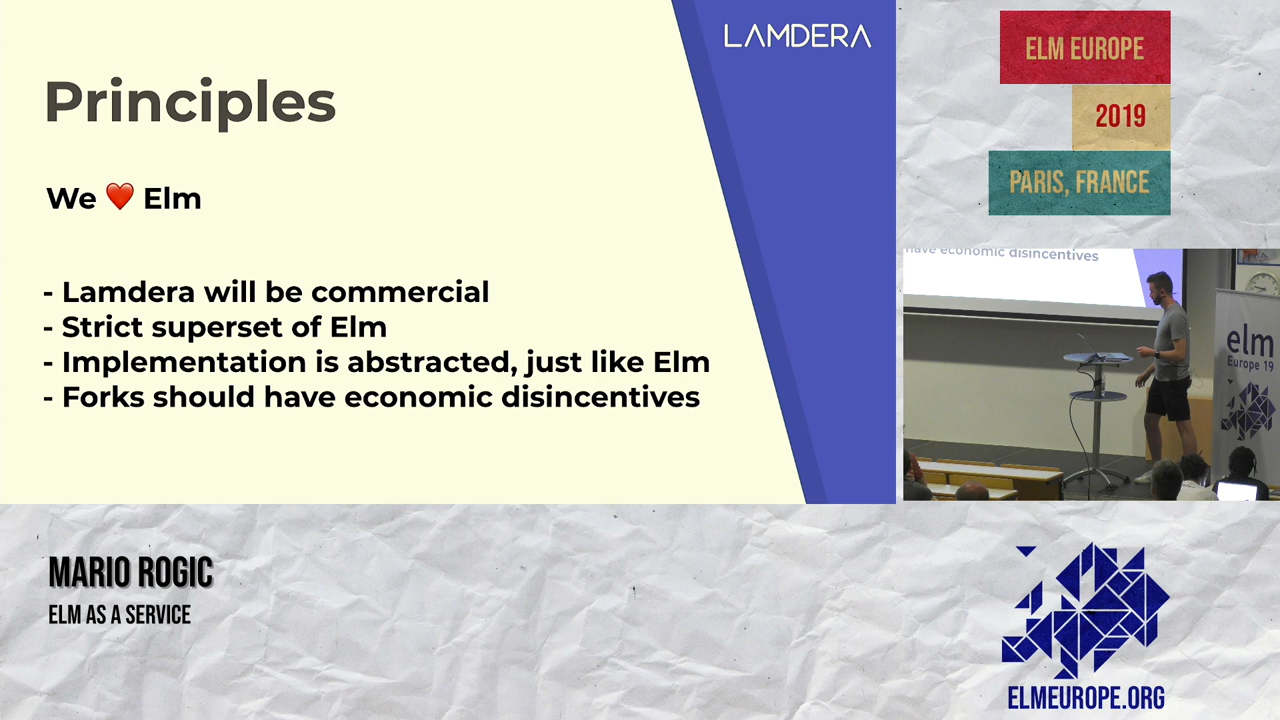 LAMDERA
Principles
We ❤️ Elm
- Lamdera will be commercial
- Strict superset of Elm
- Implementation is abstracted, just like Elm
- Forks should have economic disincentives
ELM EUROPE
2019
PARIS, FRANCE
have economic disincentives
elm
Europe 19
MARIO ROGIC
ELM AS A SERVICE
ELMEUROPE.ORG